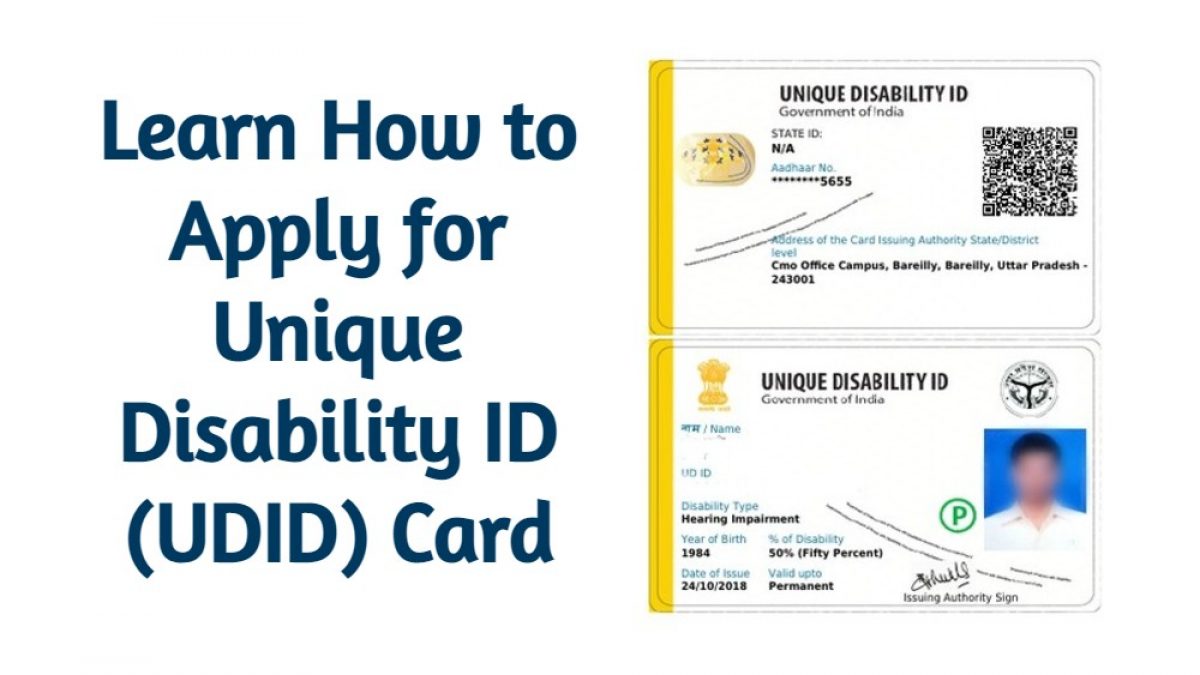 Learn How to
Apply for
Unique
Disability ID
(UDID) Card
UNIQUE DISABILITY ID
Government of India
STATE ID:
N/A
Aadhaar No.
********5655
Address of the Card Issuing Authority State/District
level
Cmo Office Campus, Bareilly, Bareilly, Uttar Pradesh -
243001
UNIQUE DISABILITY ID
Government of India
नाम / Name
UD ID
Disability Type
Hearing Impairment
Year of Birth % of Disability
1984 50% (Fifty Percent)
P
Date of Issue Valid upto
24/10/2018 Permanent
Issuing Authority Sign